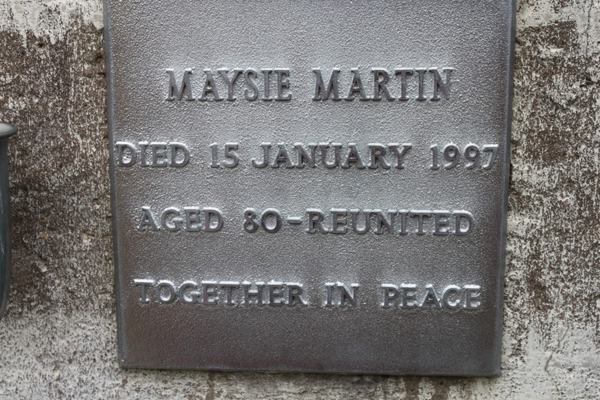 MAYSIE MARTIN
DIED 15 JANUARY 1997
AGED 80-REUNITED
TOGETHER IN PEACE